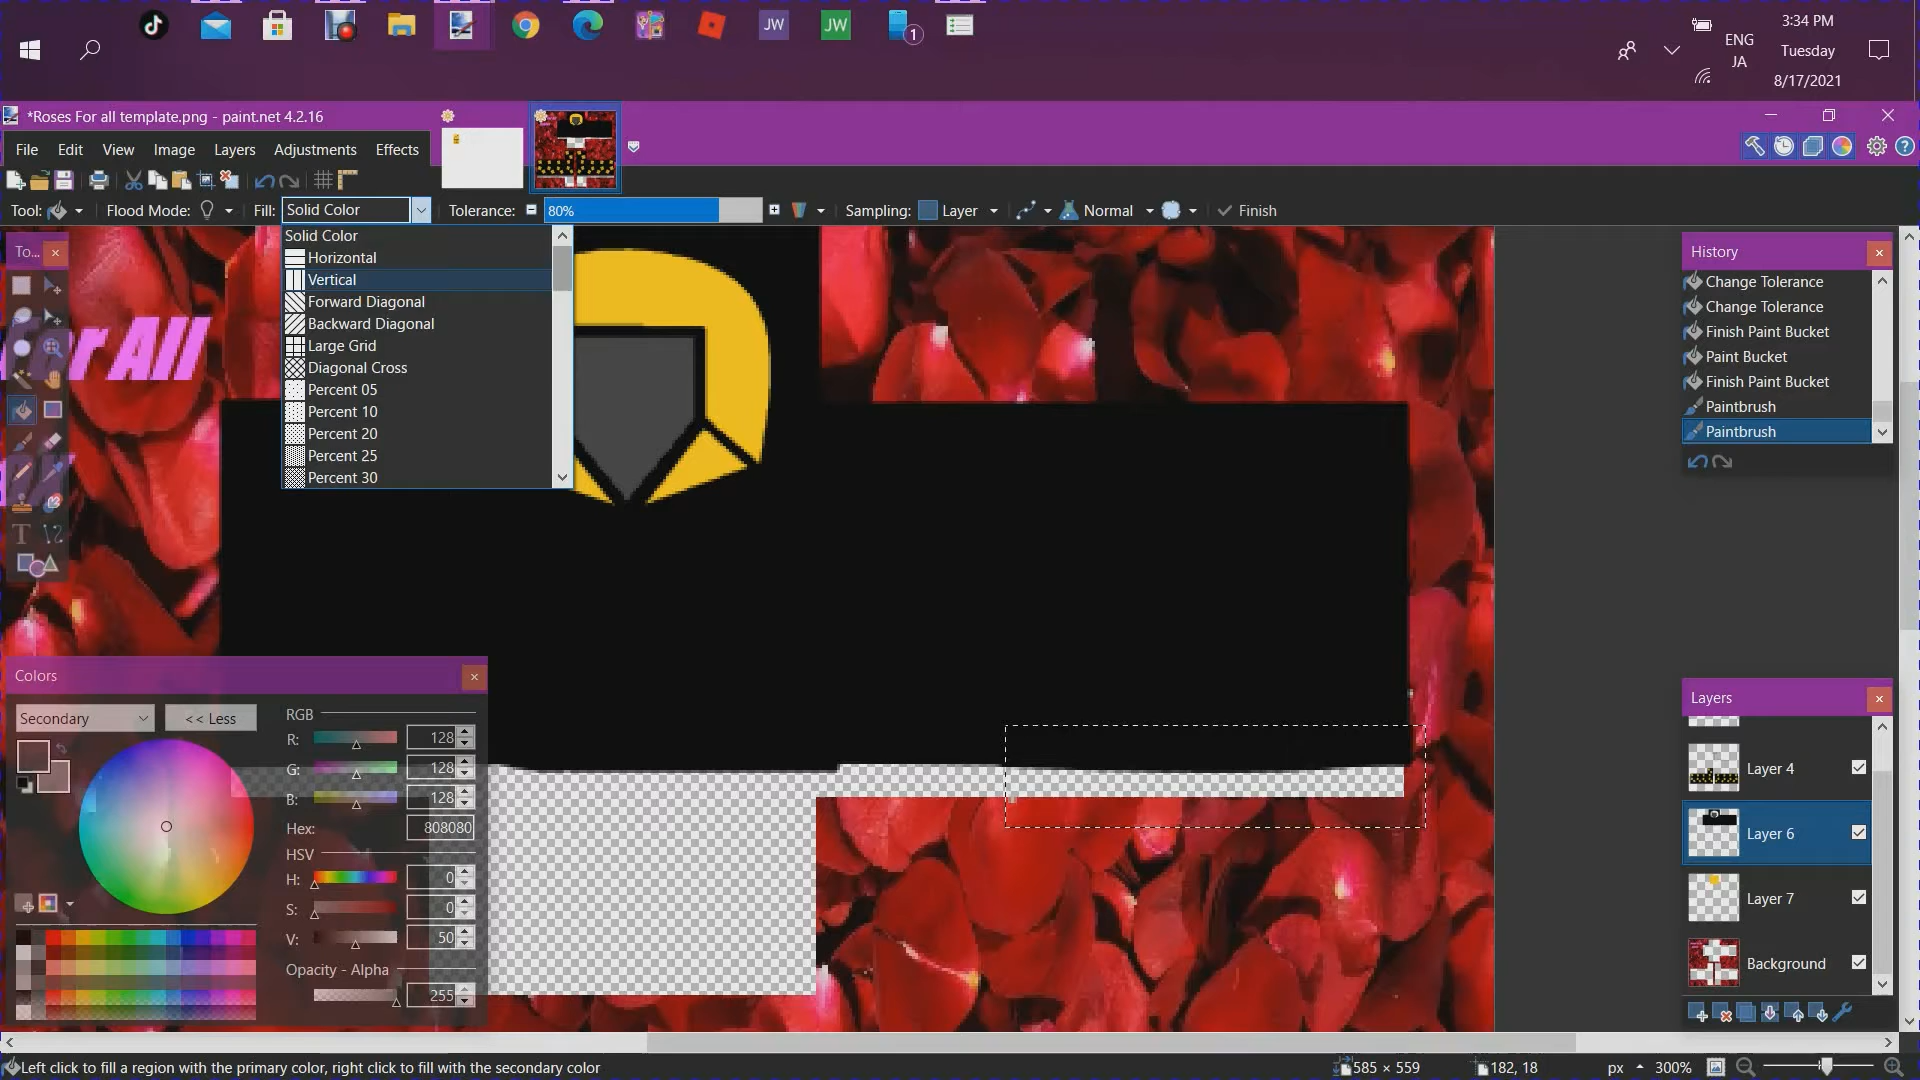 JW
JW
1
3:34 PM
ENG
Tuesday
JA
8/17/2021
*Roses For all template.png - paint.net 4.2.16
File Edit View Image Layers Adjustments Effects
Tool: Flood Mode: Fill: Solid Color Tolerance: 80% Sampling: Layer Normal Finish
Solid Color
Horizontal
Vertical
Forward Diagonal
Backward Diagonal
Large Grid
Diagonal Cross
Percent 05
Percent 10
Percent 20
Percent 25
Percent 30
To...
All
History
Change Tolerance
Change Tolerance
Finish Paint Bucket
Paint Bucket
Finish Paint Bucket
Paintbrush
Paintbrush
Colors
Secondary
<< Less
RGB
R: 128
G: 128
B: 128
Hex: 808080
HSV
H: 0
S: 0
V: 50
Opacity - Alpha
255
Layers
Layer 4
Layer 6
Layer 7
Background
Left click to fill a region with the primary color, right click to fill with the secondary color
585 × 559
182, 18
px
300%